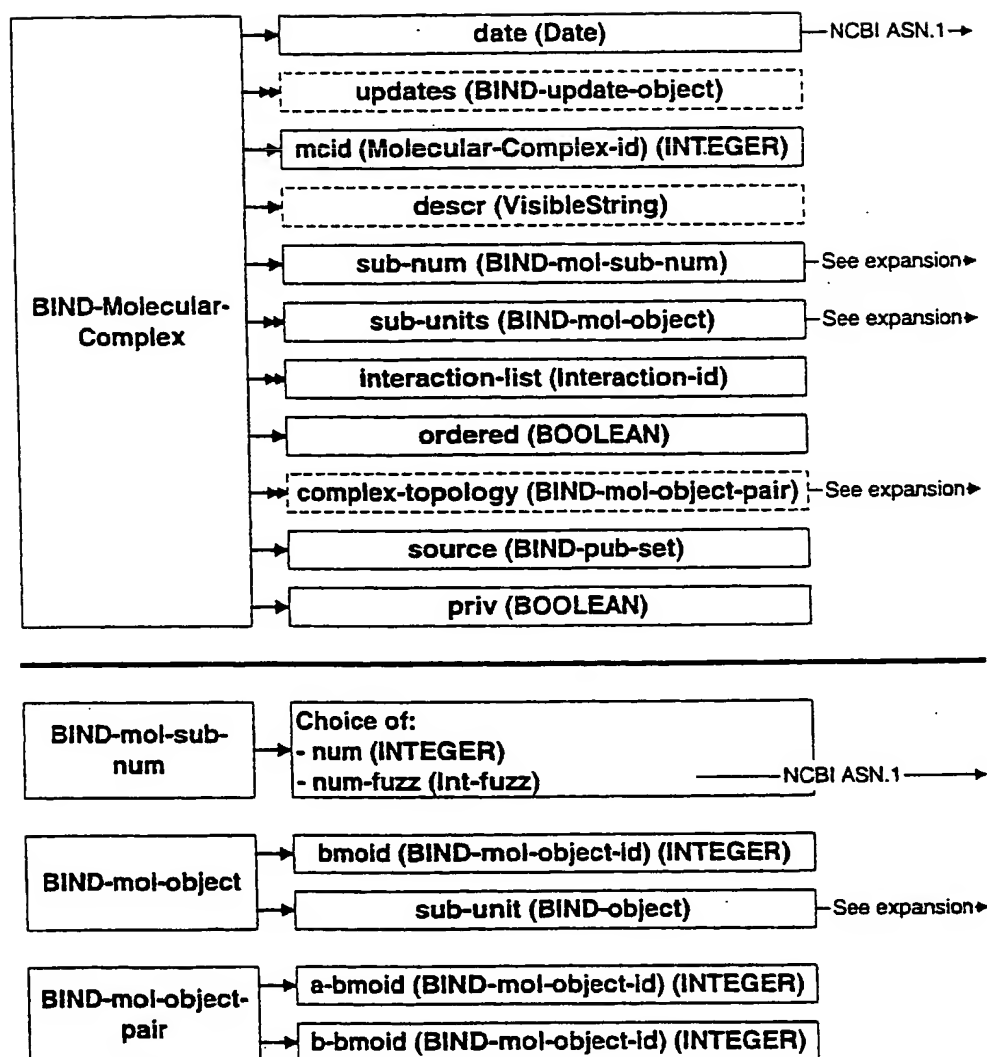 BIND-Molecular-
Complex
date (Date)
NCBI ASN.1
updates (BIND-update-object)
mcid (Molecular-Complex-id) (INTEGER)
descr (VisibleString)
sub-num (BIND-mol-sub-num)
See expansion
sub-units (BIND-mol-object)
See expansion
interaction-list (Interaction-id)
ordered (BOOLEAN)
complex-topology (BIND-mol-object-pair)
See expansion
source (BIND-pub-set)
priv (BOOLEAN)
BIND-mol-sub-
num
Choice of:
- num (INTEGER)
- num-fuzz (Int-fuzz)
NCBI ASN.1
BIND-mol-object
bmoid (BIND-mol-object-id) (INTEGER)
sub-unit (BIND-object)
See expansion
BIND-mol-object-
pair
a-bmoid (BIND-mol-object-id) (INTEGER)
b-bmoid (BIND-mol-object-id) (INTEGER)